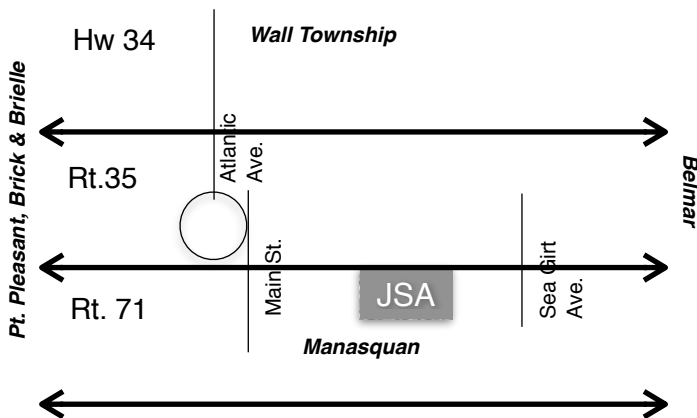 Hw 34
Wall Township
Pt. Pleasant, Brick & Brielle
Atlantic
Ave.
Rt.35
Belmar
Main St.
Sea Girt
Ave.
JSA
Rt. 71
Manasquan